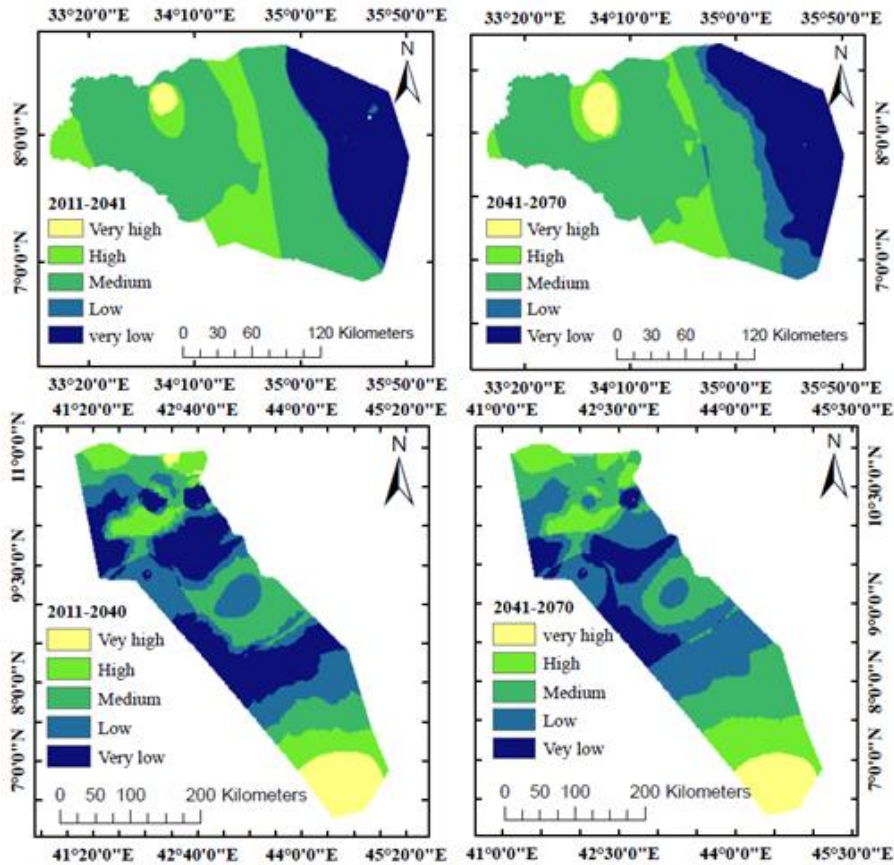 33°20'0"E 34°10'0"E 35°0'0"E 35°50'0"E
N
8°0'0"N
7°0'0"N
2011-2041
Very high
High
Medium
Low
very low
0 30 60 120 Kilometers
33°20'0"E 34°10'0"E 35°0'0"E 35°50'0"E
33°20'0"E 34°10'0"E 35°0'0"E 35°50'0"E
N
8°0'0"N
7°0'0"N
2041-2070
Very high
High
Medium
Low
Very low
0 30 60 120 Kilometers
33°20'0"E 34°10'0"E 35°0'0"E 35°50'0"E
41°20'0"E 42°40'0"E 44°0'0"E 45°20'0"E
N
11°0'0"N
9°30'0"N
8°0'0"N
7°0'0"N
2011-2040
Vey high
High
Medium
Low
Very low
0 50 100 200 Kilometers
41°20'0"E 42°40'0"E 44°0'0"E 45°20'0"E
41°0'0"E 42°30'0"E 44°0'0"E 45°30'0"E
N
10°30'0"N
9°0'0"N
8°0'0"N
7°0'0"N
2041-2070
very high
High
Medium
Low
Vey low
0 50 100 200 Kilometers
41°0'0"E 42°30'0"E 44°0'0"E 45°30'0"E